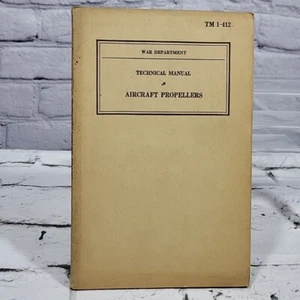 TM 1-412
WAR DEPARTMENT
TECHNICAL MANUAL
AIRCRAFT PROPELLERS